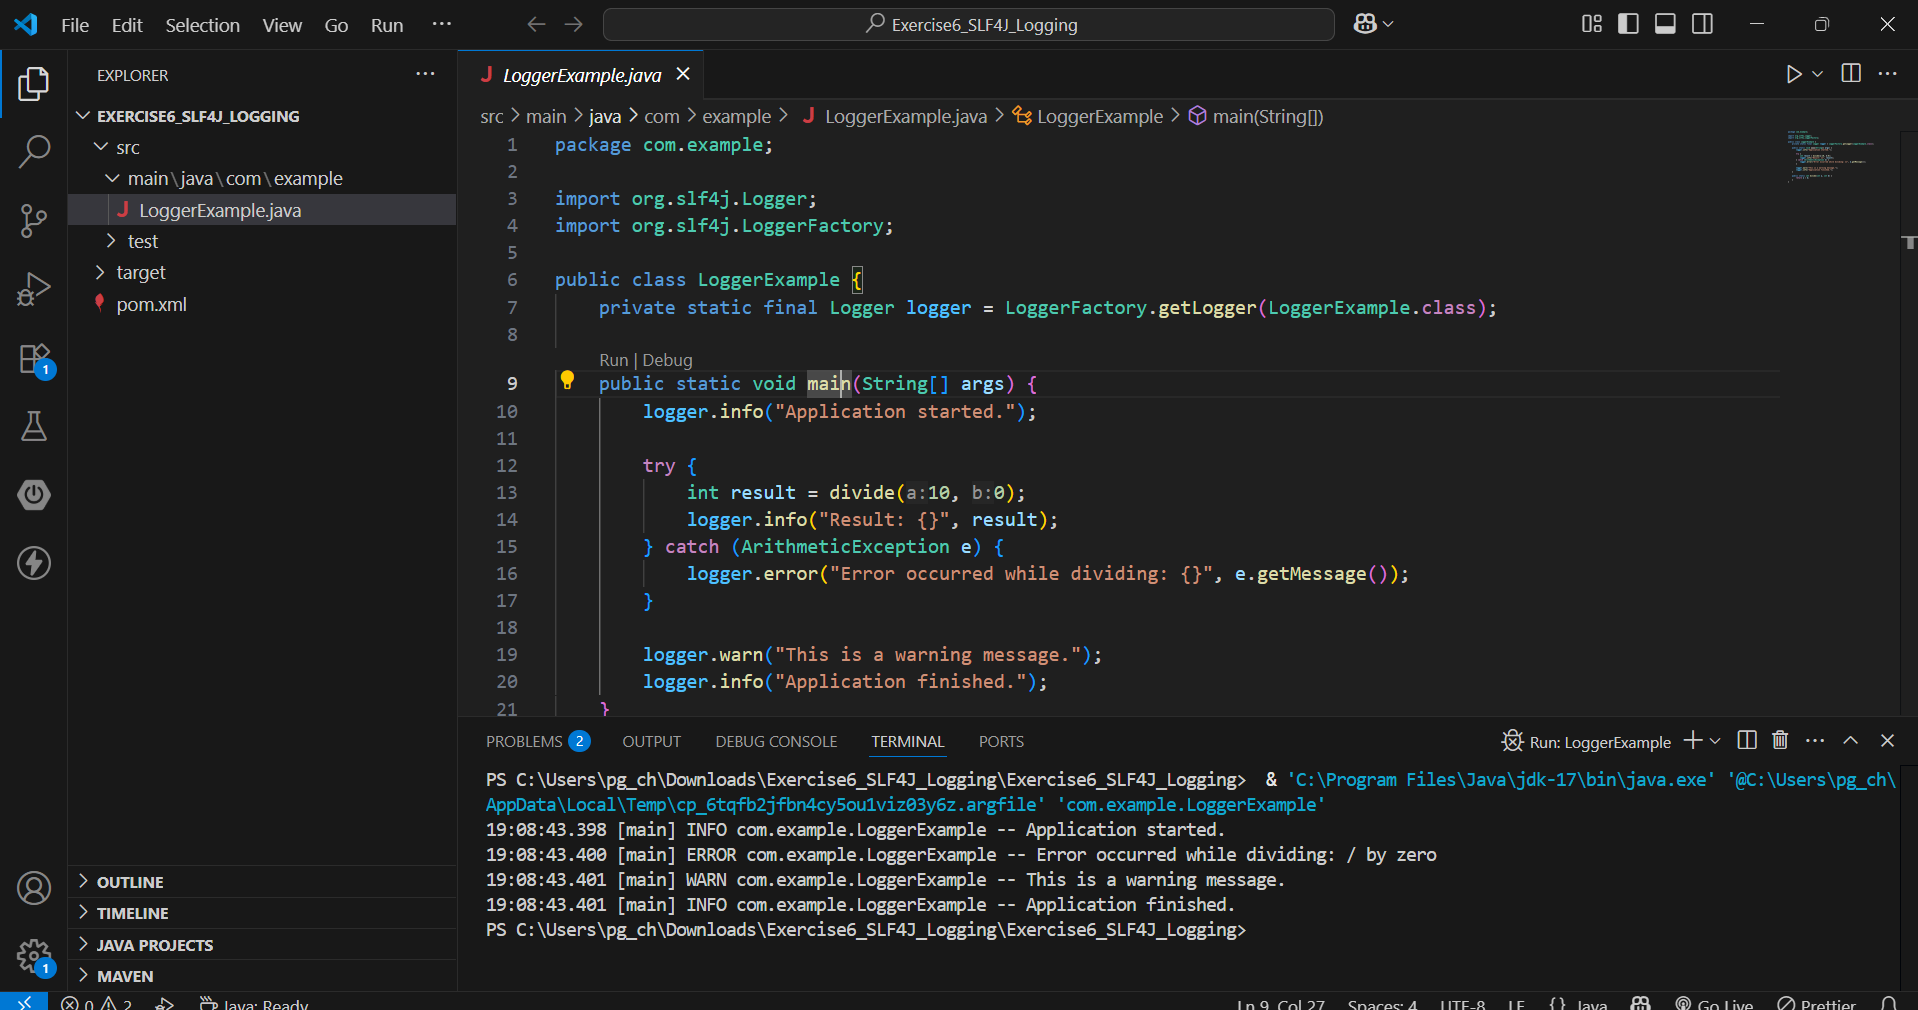 File Edit Selection View Go Run ···
Exercise6_SLF4J_Logging
EXPLORER
EXERCISE6_SLF4J_LOGGING
src
main\java\com\example
LoggerExample.java
test
target
pom.xml
OUTLINE
TIMELINE
JAVA PROJECTS
MAVEN
1
1
J LoggerExample.java
src > main > java > com > example > J LoggerExample.java > LoggerExample > main(String[])
1 package com.example;
2
3 import org.slf4j.Logger;
4 import org.slf4j.LoggerFactory;
5
6 public class LoggerExample {
7 private static final Logger logger = LoggerFactory.getLogger(LoggerExample.class);
8
Run | Debug
9 public static void main(String[] args) {
10 logger.info("Application started.");
11
12 try {
13 int result = divide(a:10, b:0);
14 logger.info("Result: {}", result);
15 } catch (ArithmeticException e) {
16 logger.error("Error occurred while dividing: {}", e.getMessage());
17 }
18
19 logger.warn("This is a warning message.");
20 logger.info("Application finished.");
21 }
PROBLEMS 2 OUTPUT DEBUG CONSOLE TERMINAL PORTS
Run: LoggerExample
PS C:\Users\pg_ch\Downloads\Exercise6_SLF4J_Logging\Exercise6_SLF4J_Logging>  & 'C:\Program Files\Java\jdk-17\bin\java.exe' '@C:\Users\pg_ch\
AppData\Local\Temp\cp_6tqfb2jfbn4cy5ou1viz03y6z.argfile' 'com.example.LoggerExample'
19:08:43.398 [main] INFO com.example.LoggerExample -- Application started.
19:08:43.400 [main] ERROR com.example.LoggerExample -- Error occurred while dividing: / by zero
19:08:43.401 [main] WARN com.example.LoggerExample -- This is a warning message.
19:08:43.401 [main] INFO com.example.LoggerExample -- Application finished.
PS C:\Users\pg_ch\Downloads\Exercise6_SLF4J_Logging\Exercise6_SLF4J_Logging>
0 2 Java: Ready Ln 9, Col 27 Spaces: 4 UTF-8 LF {} Java Go Live Prettier